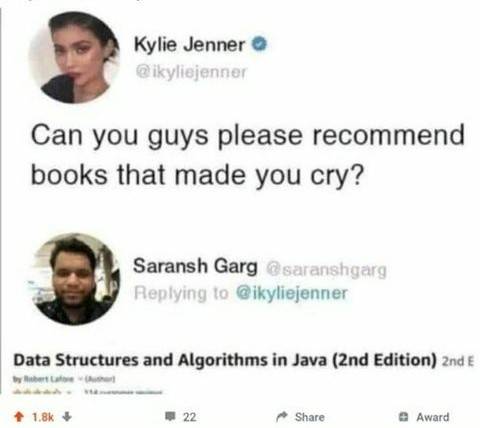 Kylie Jenner
@ikyliejenner
Can you guys please recommend
books that made you cry?
Saransh Garg @saranshgarg
Replying to @ikyliejenner
Data Structures and Algorithms in Java (2nd Edition) 2nd E
by Robert Lafore (Author)
1.8k 22 Share Award